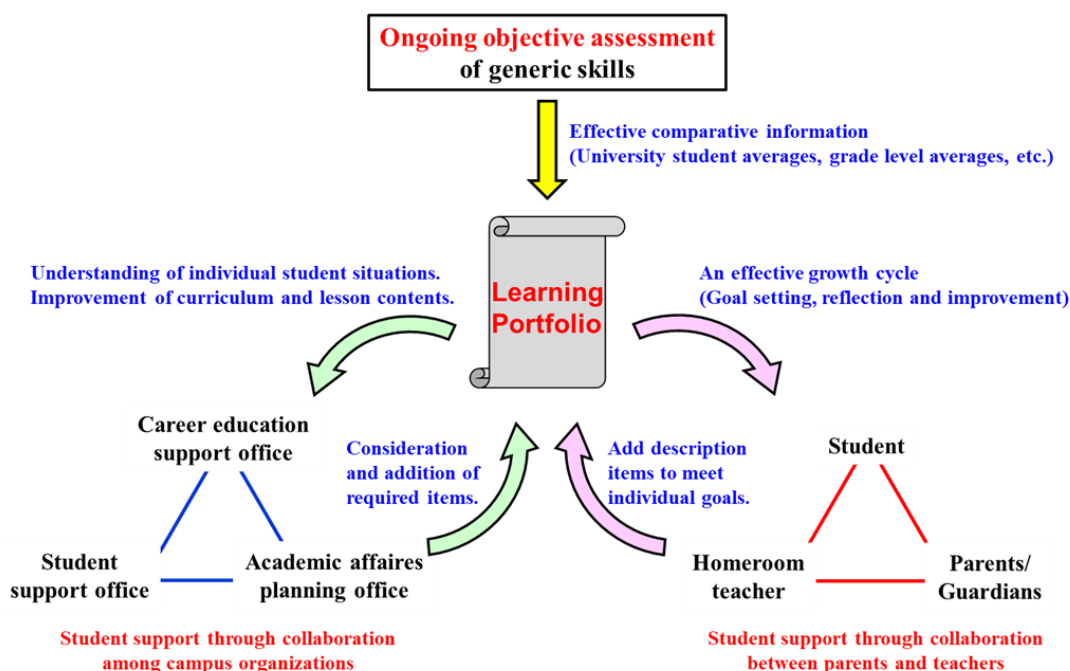 Ongoing objective assessment
of generic skills
Effective comparative information
(University student averages, grade level averages, etc.)
Understanding of individual student situations.
Improvement of curriculum and lesson contents.
Learning
Portfolio
An effective growth cycle
(Goal setting, reflection and improvement)
Career education
support office
Consideration
and addition of
required items.
Add description
items to meet
individual goals.
Student
Student
support office
Academic affaires
planning office
Homeroom
teacher
Parents/
Guardians
Student support through collaboration
among campus organizations
Student support through collaboration
between parents and teachers